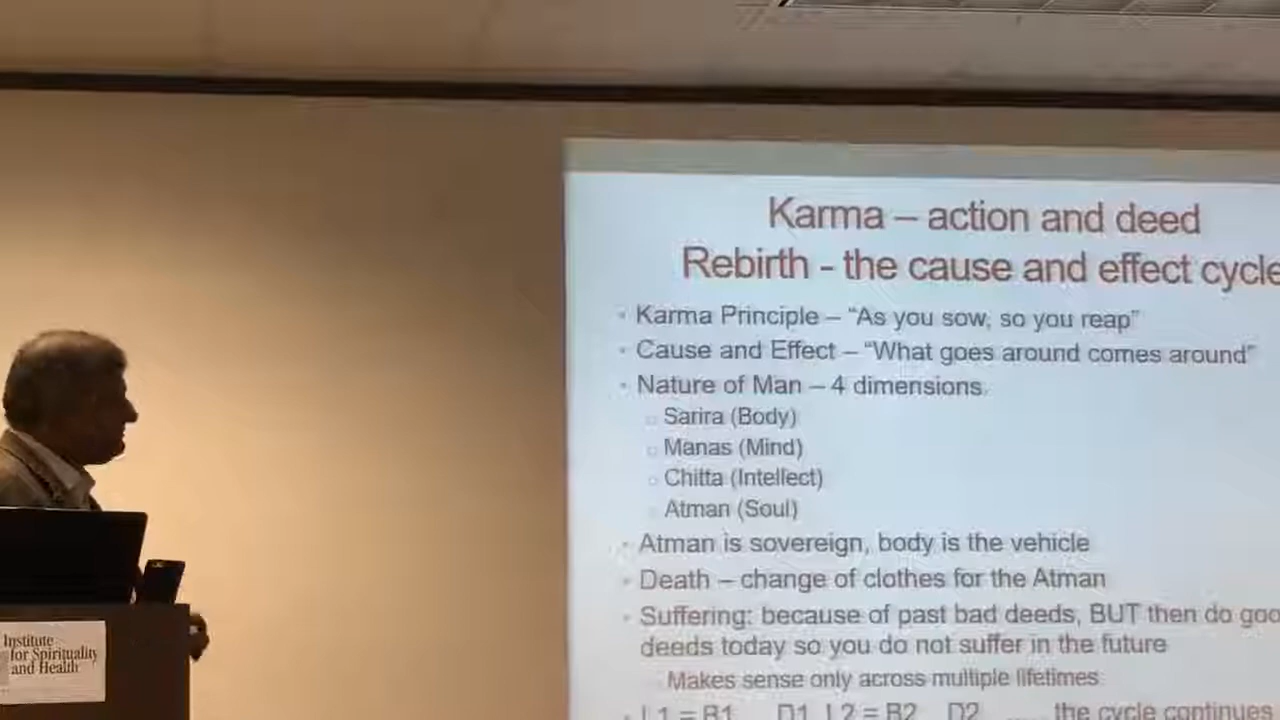 Karma – action and deed
Rebirth - the cause and effect cycle
Karma Principle – “As you sow, so you reap”
Cause and Effect – “What goes around comes around”
Nature of Man – 4 dimensions.
Sarira (Body)
Manas (Mind)
Chitta (Intellect)
Atman (Soul)
Atman is sovereign, body is the vehicle
Death – change of clothes for the Atman
Suffering: because of past bad deeds, BUT then do goo
deeds today so you do not suffer in the future
Makes sense only across multiple lifetimes
L1 = B1 D1 L2 = B2 D2 the cycle continues
Institute
for Spirituality
and Health